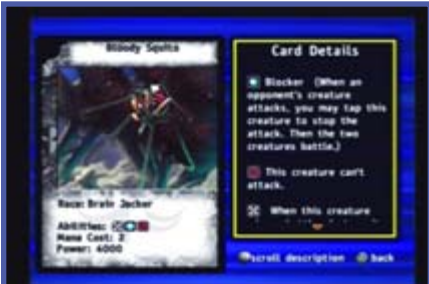 Bloody Squito
Race: Brain Jacker
Abilities:
Mana Cost: 2
Power: 4000
Card Details
Blocker (When an
opponent's creature
attacks, you may tap this
creature to stop the
attack. Then the two
creatures battle.)
This creature can't
attack.
When this creature
scroll description
back